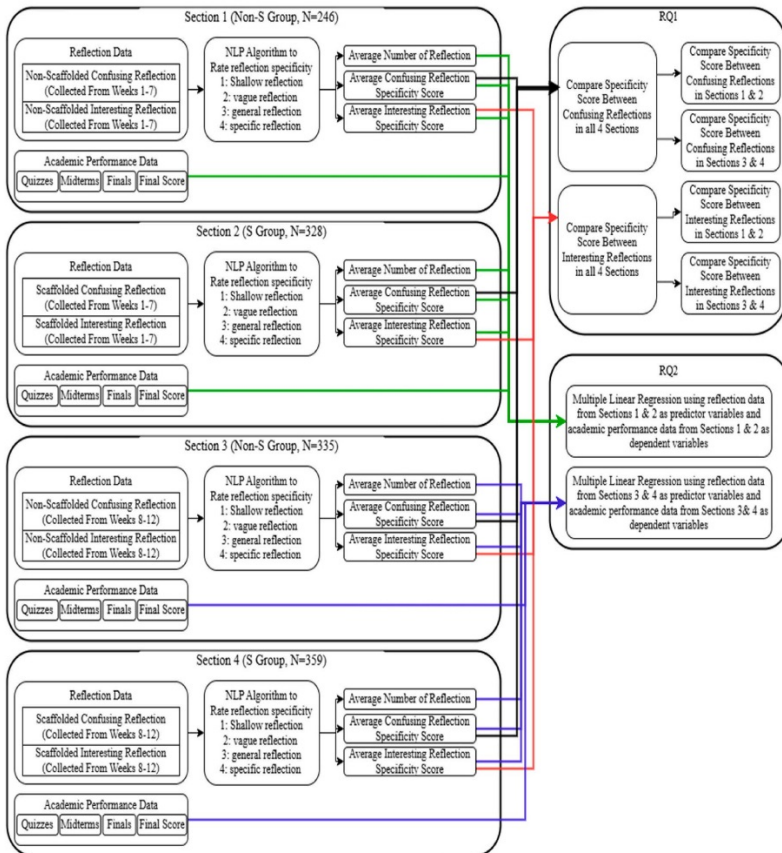 Section 1 (Non-S Group, N=246)
Reflection Data
Non-Scaffolded Confusing Reflection
(Collected From Weeks 1-7)
Non-Scaffolded Interesting Reflection
(Collected From Weeks 1-7)
NLP Algorithm to
Rate reflection specificity
1: Shallow reflection
2: vague reflection
3: general reflection
4: specific reflection
Average Number of Reflection
Average Confusing Reflection
Specificity Score
Average Interesting Reflection
Specificity Score
Academic Performance Data
Quizzes
Midterms
Finals
Final Score
Section 2 (S Group, N=328)
Reflection Data
Scaffolded Confusing Reflection
(Collected From Weeks 1-7)
Scaffolded Interesting Reflection
(Collected From Weeks 1-7)
NLP Algorithm to
Rate reflection specificity
1: Shallow reflection
2: vague reflection
3: general reflection
4: specific reflection
Average Number of Reflection
Average Confusing Reflection
Specificity Score
Average Interesting Reflection
Specificity Score
Academic Performance Data
Quizzes
Midterms
Finals
Final Score
Section 3 (Non-S Group, N=335)
Reflection Data
Non-Scaffolded Confusing Reflection
(Collected From Weeks 8-12)
Non-Scaffolded Interesting Reflection
(Collected From Weeks 8-12)
NLP Algorithm to
Rate reflection specificity
1: Shallow reflection
2: vague reflection
3: general reflection
4: specific reflection
Average Number of Reflection
Average Confusing Reflection
Specificity Score
Average Interesting Reflection
Specificity Score
Academic Performance Data
Quizzes
Midterms
Finals
Final Score
Section 4 (S Group, N=359)
Reflection Data
Scaffolded Confusing Reflection
(Collected From Weeks 8-12)
Scaffolded Interesting Reflection
(Collected From Weeks 8-12)
NLP Algorithm to
Rate reflection specificity
1: Shallow reflection
2: vague reflection
3: general reflection
4: specific reflection
Average Number of Reflection
Average Confusing Reflection
Specificity Score
Average Interesting Reflection
Specificity Score
Academic Performance Data
Quizzes
Midterms
Finals
Final Score
RQ1
Compare Specificity
Score Between
Confusing Reflections
in all 4 Sections
Compare Specificity
Score Between
Confusing Reflections
in Sections 1 & 2
Compare Specificity
Score Between
Confusing Reflections
in Sections 3 & 4
Compare Specificity
Score Between
Interesting Reflections
in all 4 Sections
Compare Specificity
Score Between
Interesting Reflections
in Sections 1 & 2
Compare Specificity
Score Between
Interesting Reflections
in Sections 3 & 4
RQ2
Multiple Linear Regression using reflection data
from Sections 1 & 2 as predictor variables and
academic performance data from Sections 1 & 2 as
dependent variables
Multiple Linear Regression using reflection data
from Sections 3 & 4 as predictor variables and
academic performance data from Sections 3& 4 as
dependent variables